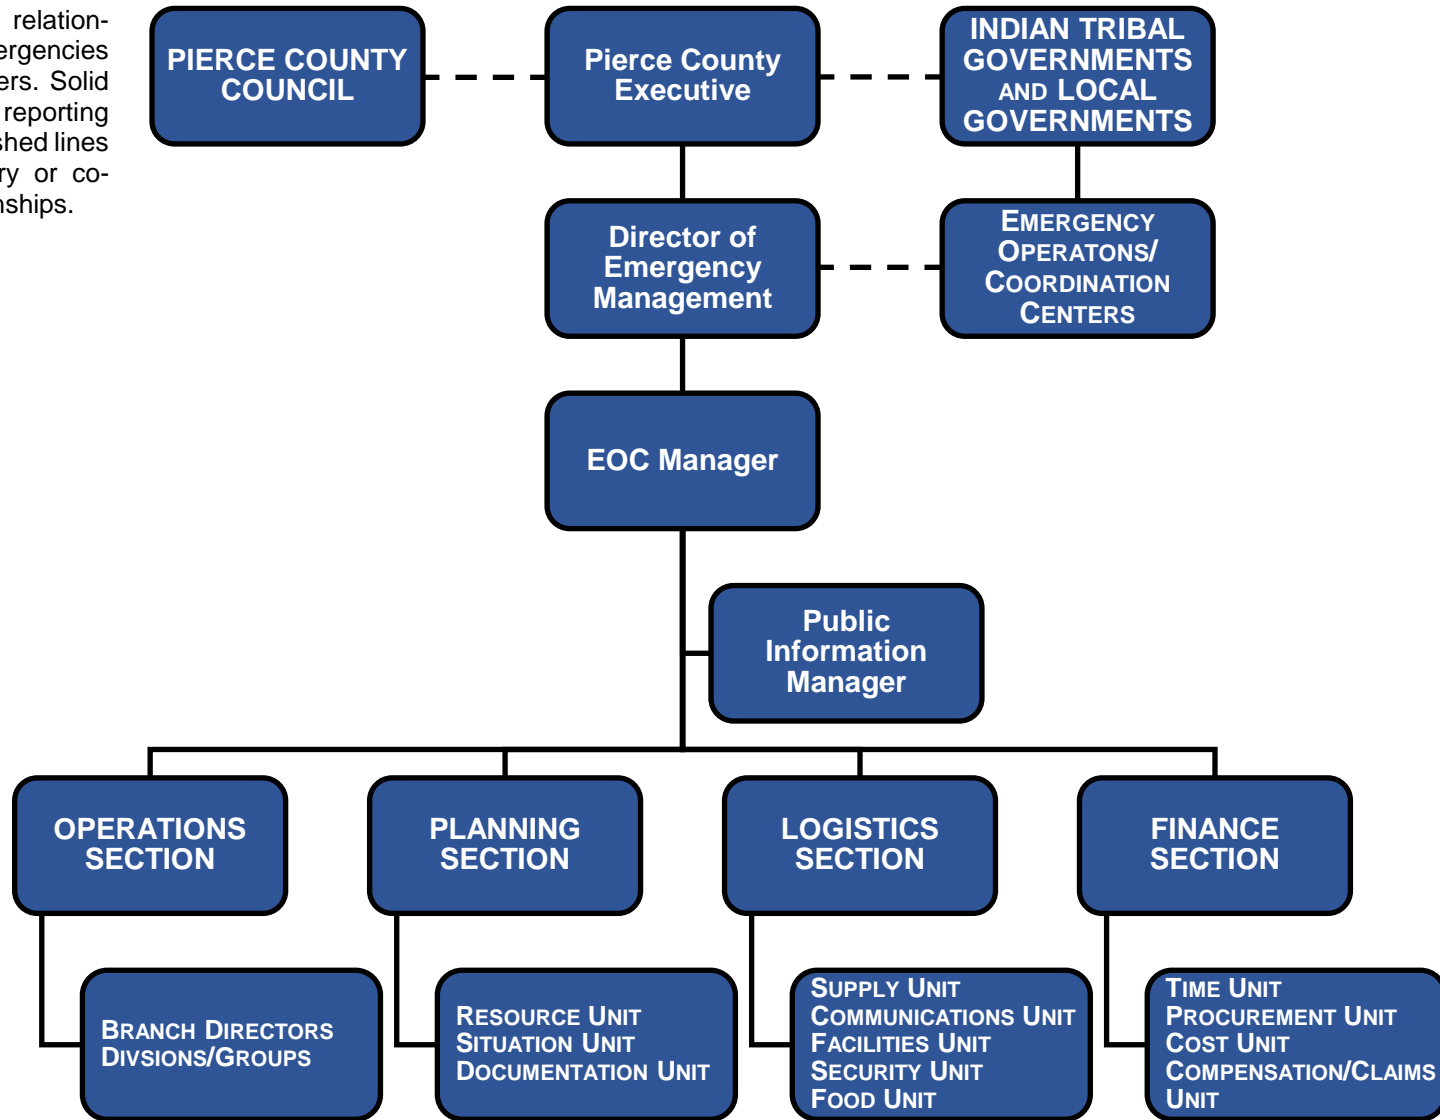 relation-
ergencies
ers. Solid
reporting
shed lines
ry or co-
nships.
PIERCE COUNTY
COUNCIL
Pierce County
Executive
INDIAN TRIBAL
GOVERNMENTS
AND LOCAL
GOVERNMENTS
Director of
Emergency
Management
EMERGENCY
OPERATONS/
COORDINATION
CENTERS
EOC Manager
Public
Information
Manager
OPERATIONS
SECTION
PLANNING
SECTION
LOGISTICS
SECTION
FINANCE
SECTION
BRANCH DIRECTORS
DIVSIONS/GROUPS
RESOURCE UNIT
SITUATION UNIT
DOCUMENTATION UNIT
SUPPLY UNIT
COMMUNICATIONS UNIT
FACILITIES UNIT
SECURITY UNIT
FOOD UNIT
TIME UNIT
PROCUREMENT UNIT
COST UNIT
COMPENSATION/CLAIMS
UNIT